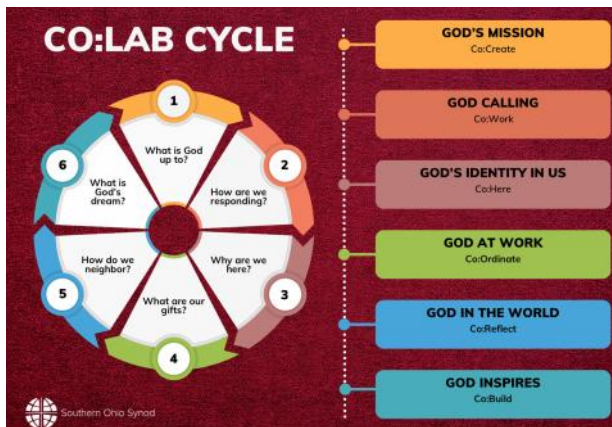 CO:LAB CYCLE
1
What is God
up to?
2
How are we
responding?
3
Why are we
here?
4
What are our
gifts?
5
How do we
neighbor?
6
What is
God's
dream?
Southern Ohio Synod
GOD'S MISSION
Co:Create
GOD CALLING
Co:Work
GOD'S IDENTITY IN US
Co:Here
GOD AT WORK
Co:Ordinate
GOD IN THE WORLD
Co:Reflect
GOD INSPIRES
Co:Build